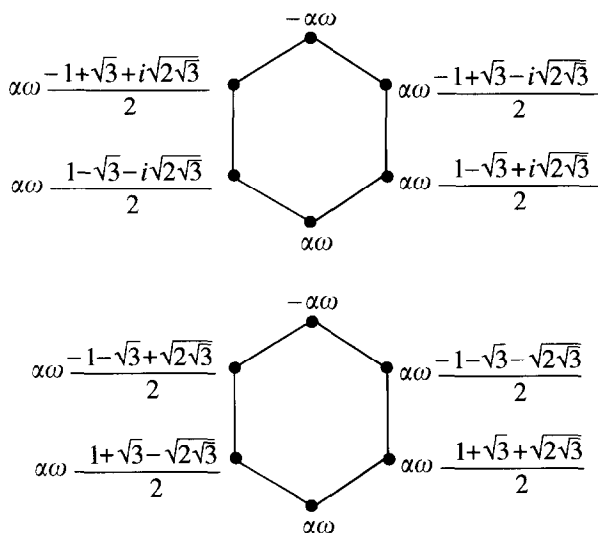 −αω
αω (−1+√3+i√(2√3))/2 αω (−1+√3−i√(2√3))/2
αω (1−√3−i√(2√3))/2 αω (1−√3+i√(2√3))/2
αω
−αω
αω (−1−√3+√(2√3))/2 αω (−1−√3−√(2√3))/2
αω (1+√3−√(2√3))/2 αω (1+√3+√(2√3))/2
αω